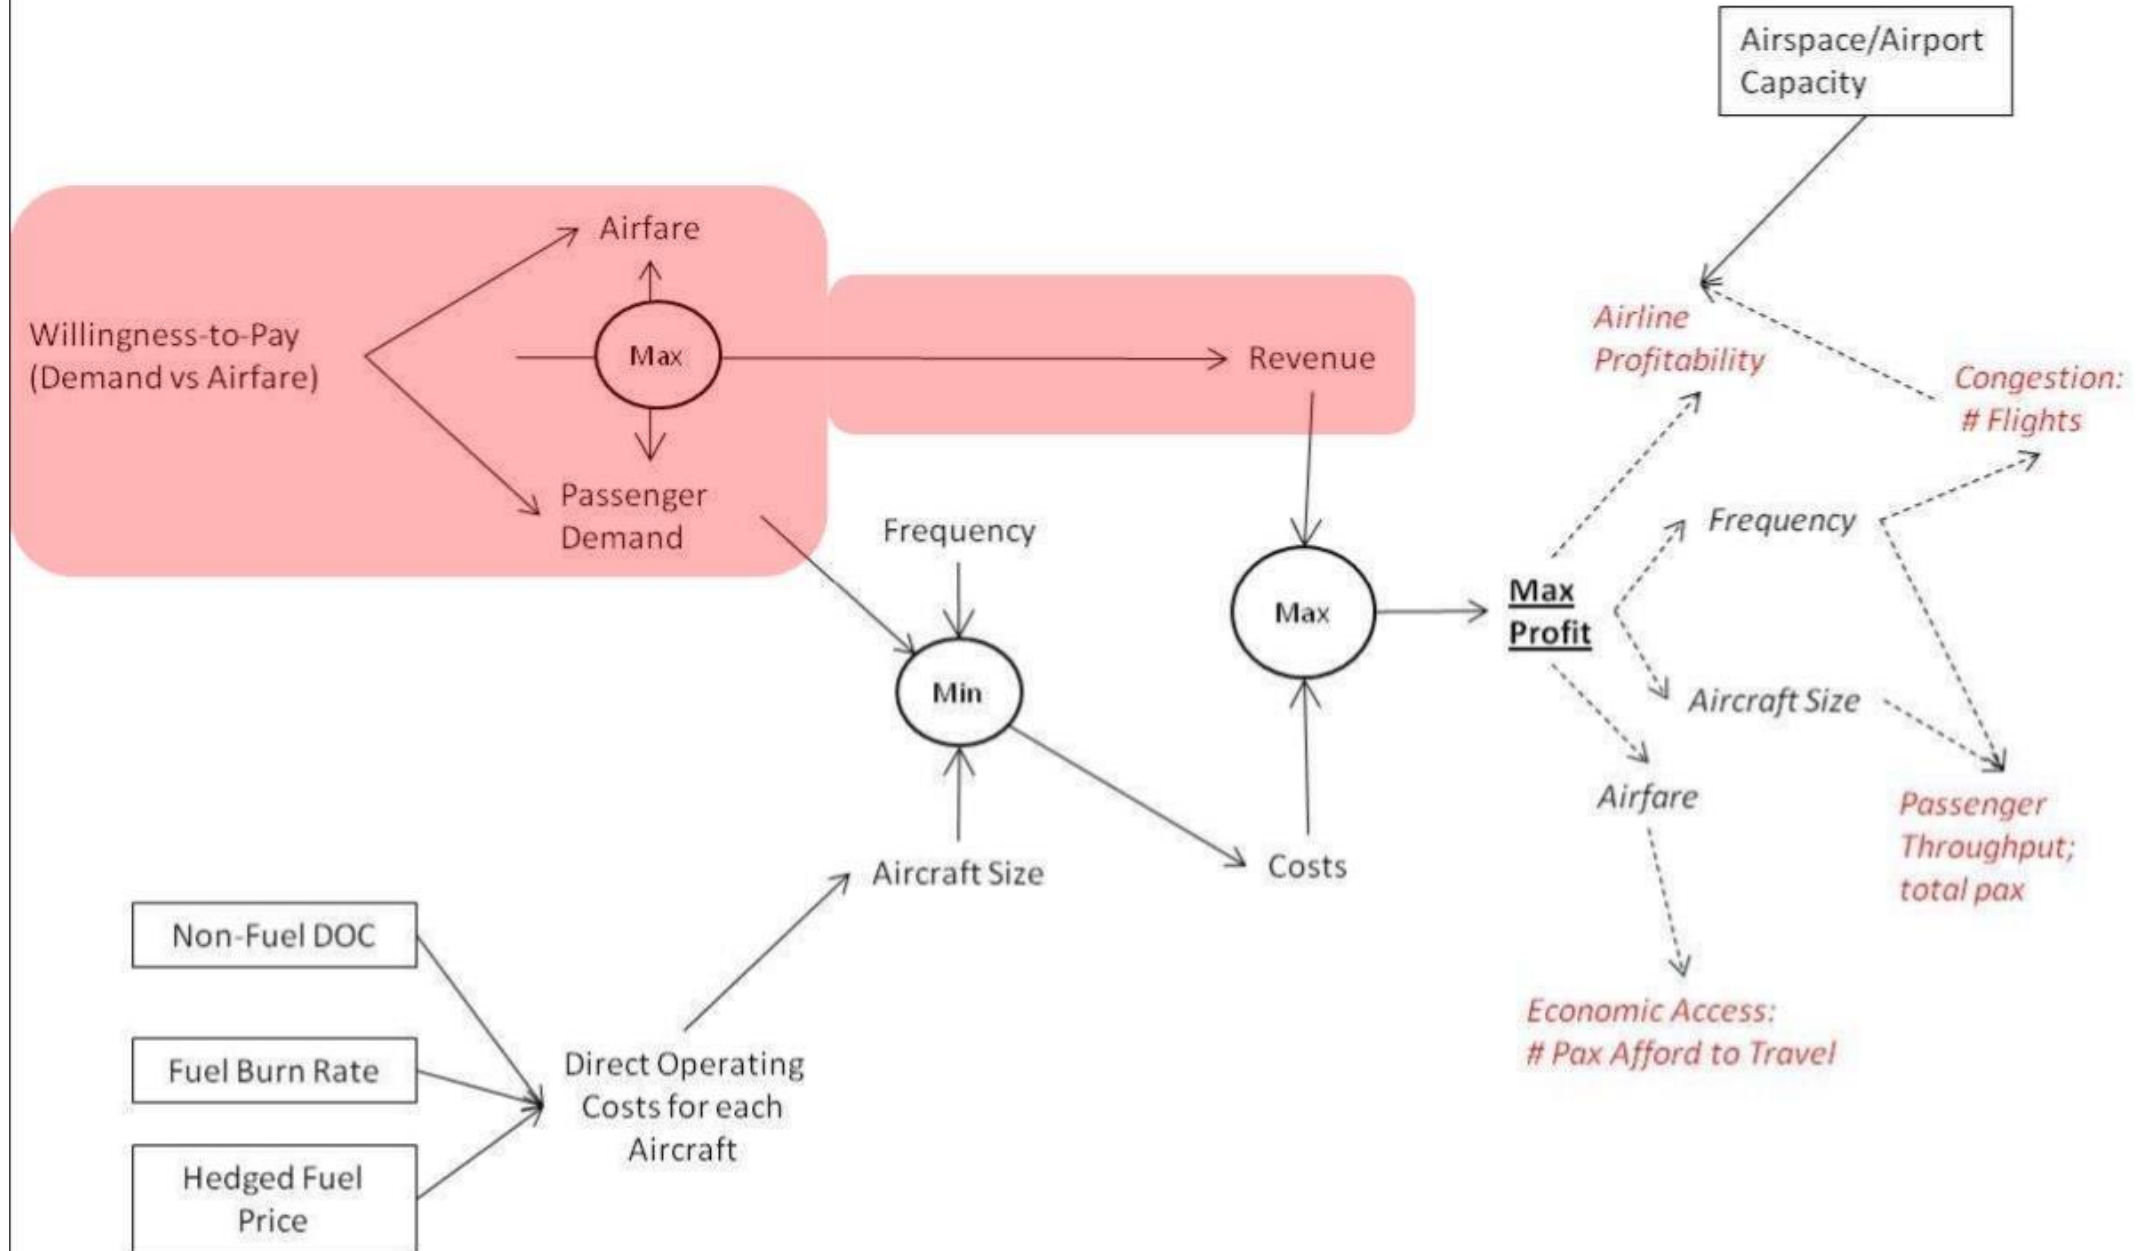 Airspace/Airport
Capacity
Airfare
Willingness-to-Pay
(Demand vs Airfare)
Max
Revenue
Passenger
Demand
Airline
Profitability
Congestion:
# Flights
Frequency
Frequency
Min
Max
Max
Profit
Aircraft Size
Airfare
Passenger
Throughput;
total pax
Aircraft Size
Costs
Economic Access:
# Pax Afford to Travel
Non-Fuel DOC
Fuel Burn Rate
Hedged Fuel
Price
Direct Operating
Costs for each
Aircraft